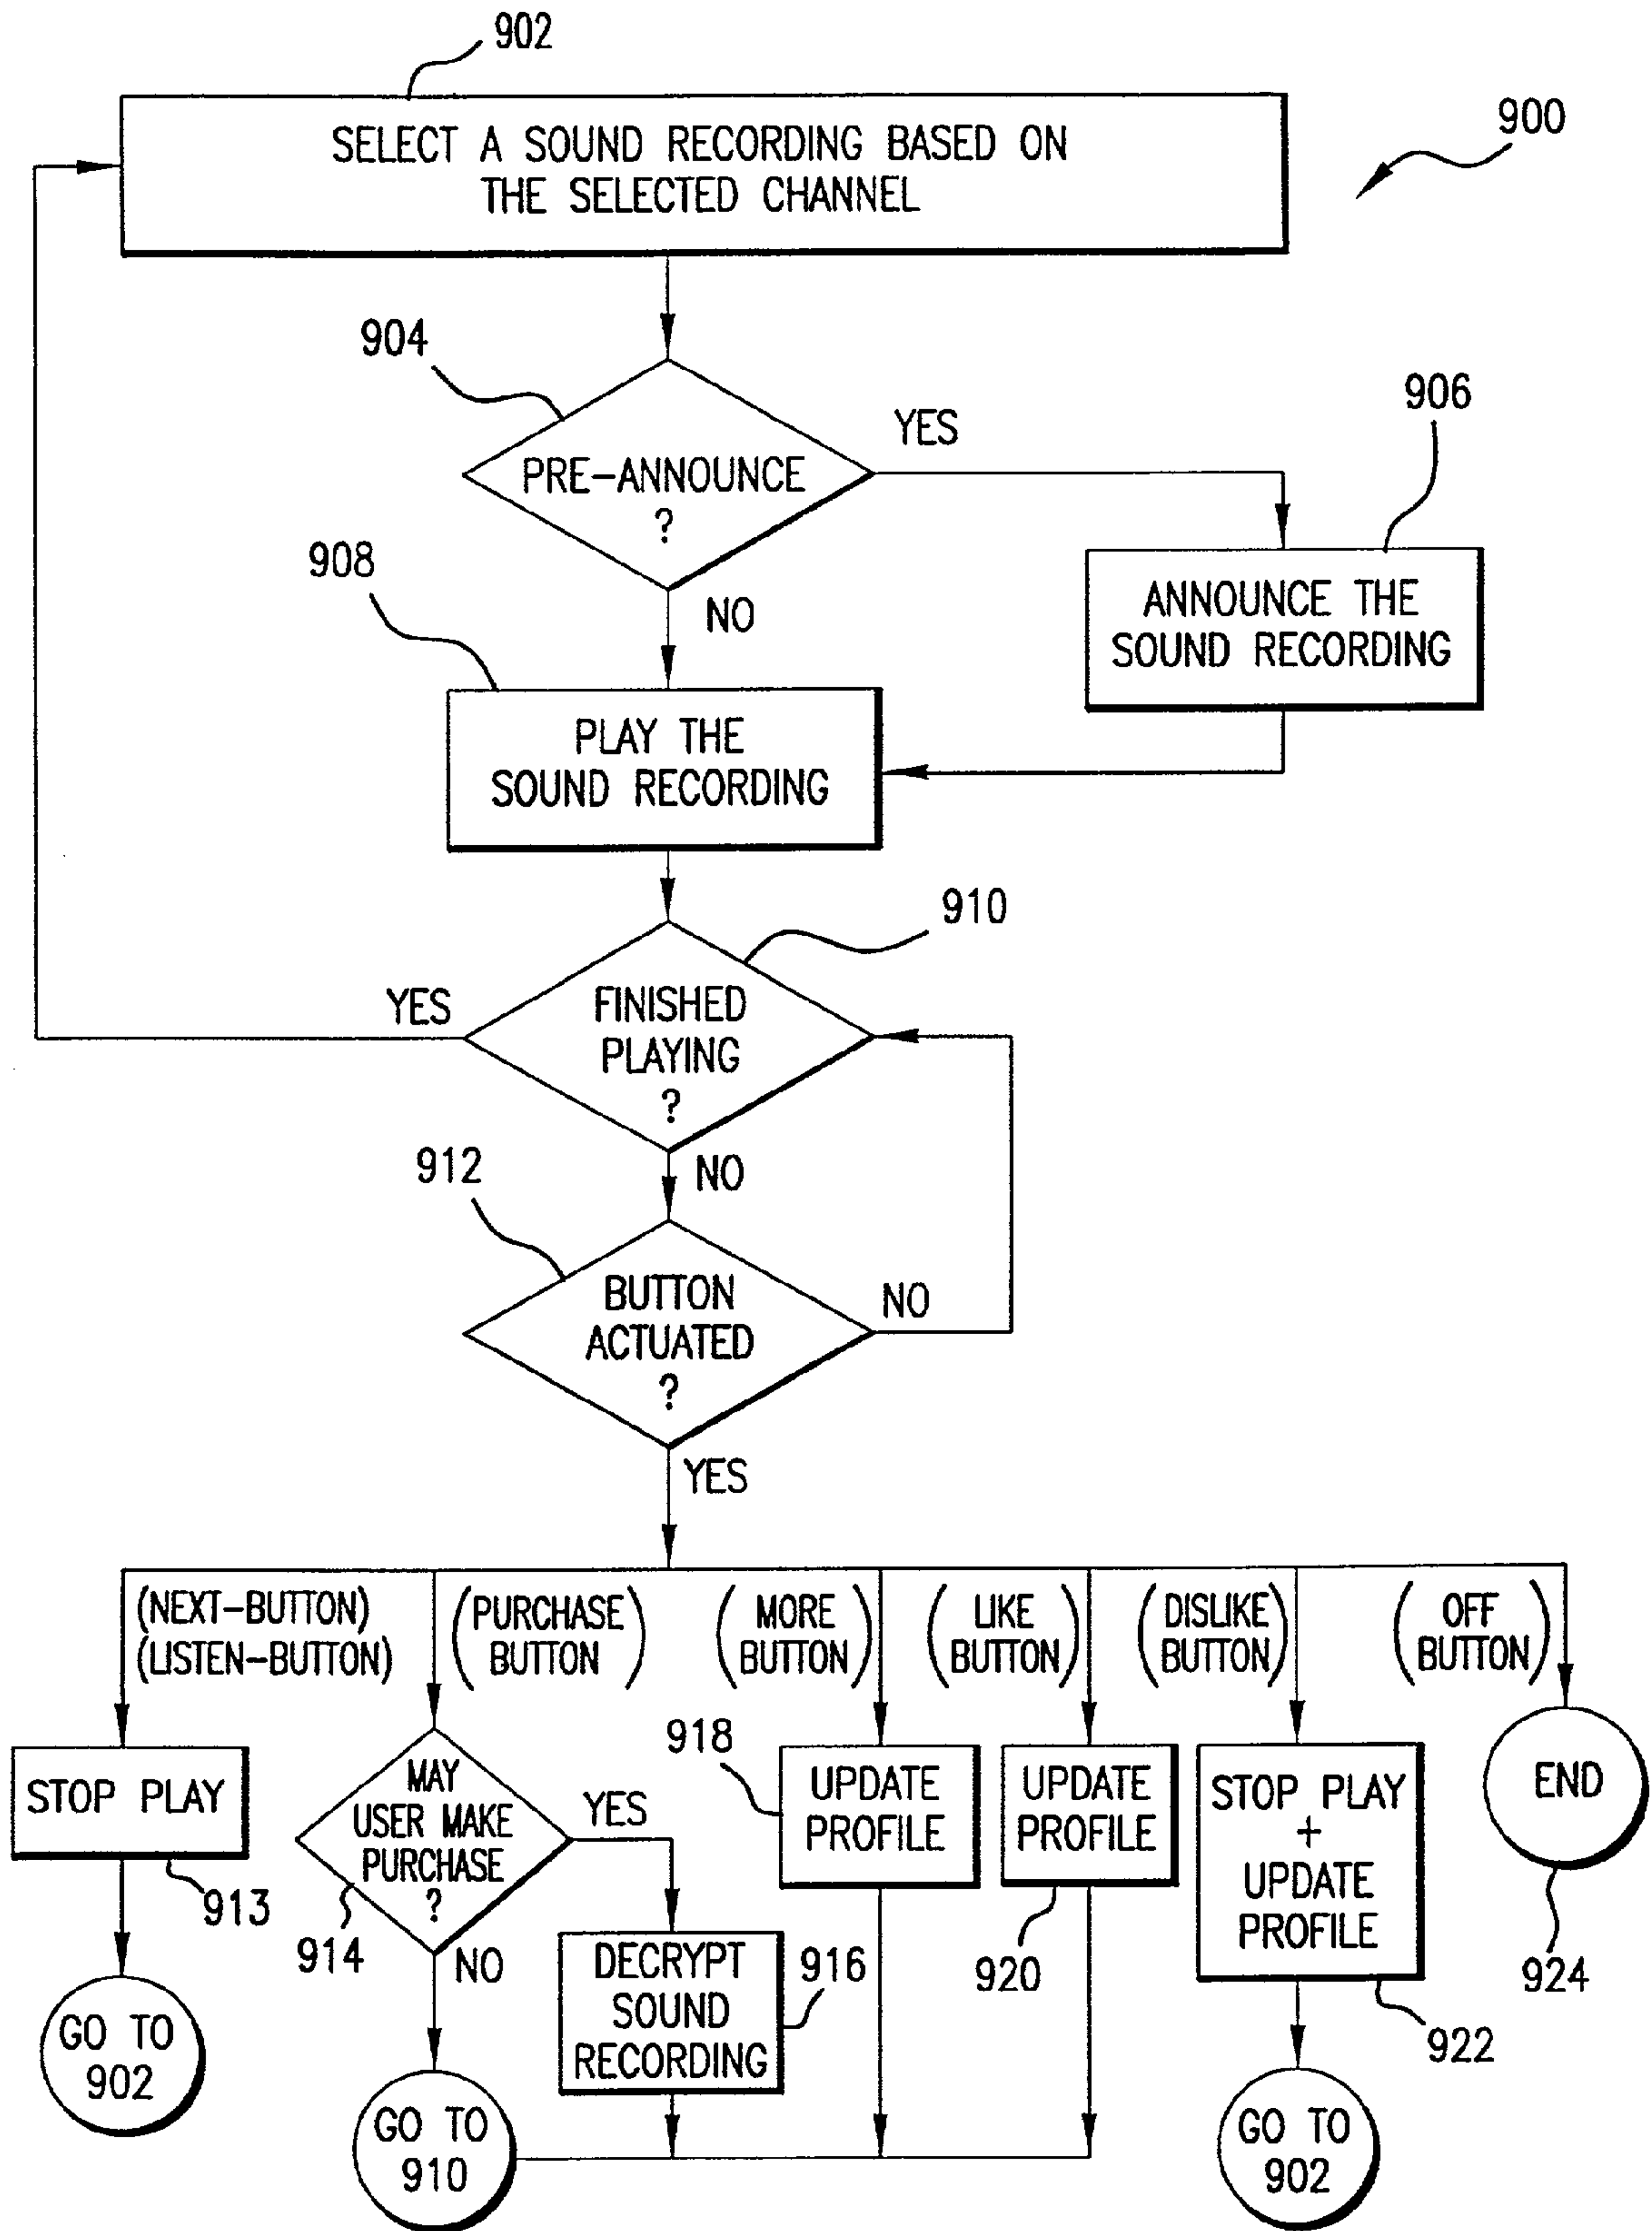 902
900
SELECT A SOUND RECORDING BASED ON
THE SELECTED CHANNEL
904
906
YES
PRE-ANNOUNCE
?
908
NO
ANNOUNCE THE
SOUND RECORDING
PLAY THE
SOUND RECORDING
910
YES
FINISHED
PLAYING
?
912
NO
BUTTON
ACTUATED
?
NO
YES
(NEXT-BUTTON)
(LISTEN-BUTTON)
(PURCHASE
BUTTON)
(MORE
BUTTON)
(LIKE
BUTTON)
(DISLIKE
BUTTON)
(OFF
BUTTON)
STOP PLAY
913
GO TO
902
MAY
USER MAKE
PURCHASE
?
914
YES
NO
DECRYPT
SOUND
RECORDING
916
GO TO
910
918
UPDATE
PROFILE
UPDATE
PROFILE
920
STOP PLAY
+
UPDATE
PROFILE
922
GO TO
902
END
924